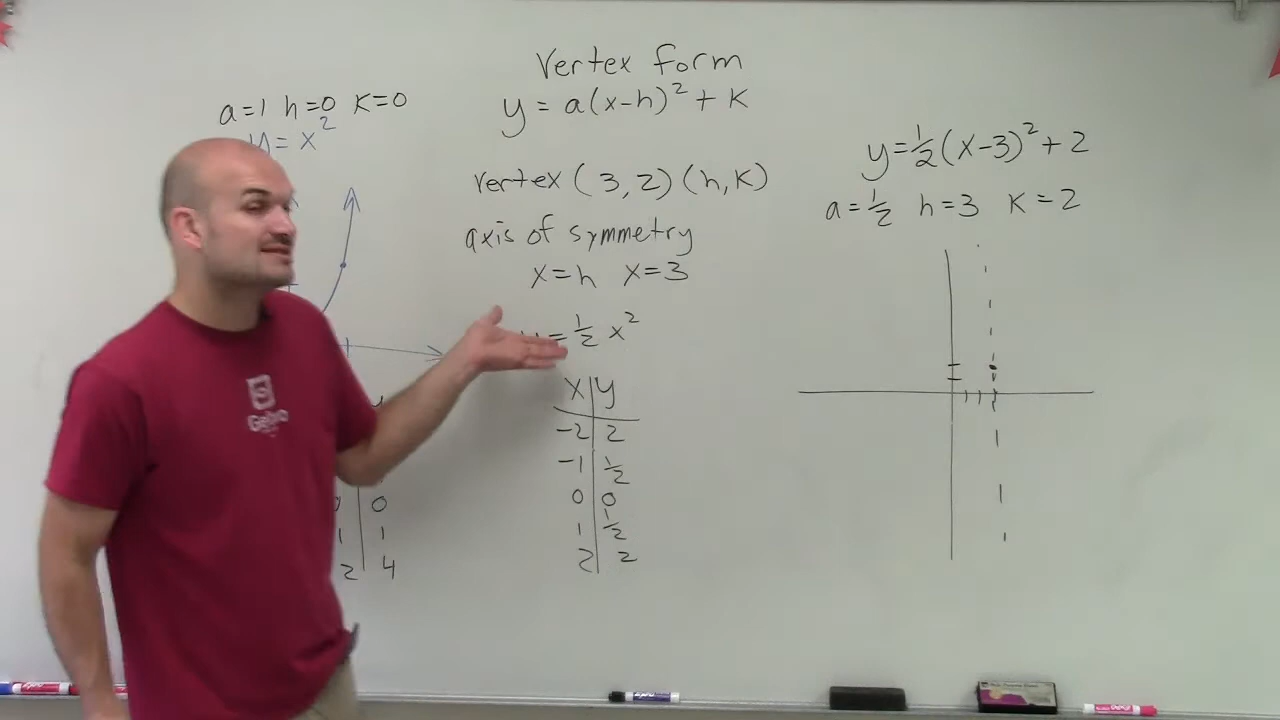 Vertex form
y = a(x-h)² + k
a=1 h=0 k=0
y = x²
vertex (3,2) (h,k)
axis of symmetry
x=h x=3
y = 1/2 x²
x | y
-2 | 2
-1 | 1/2
0 | 0
1 | 1/2
2 | 2
y
0 | 0
1 | 1
2 | 4
y=1/2(x-3)²+2
a=1/2 h=3 k=2